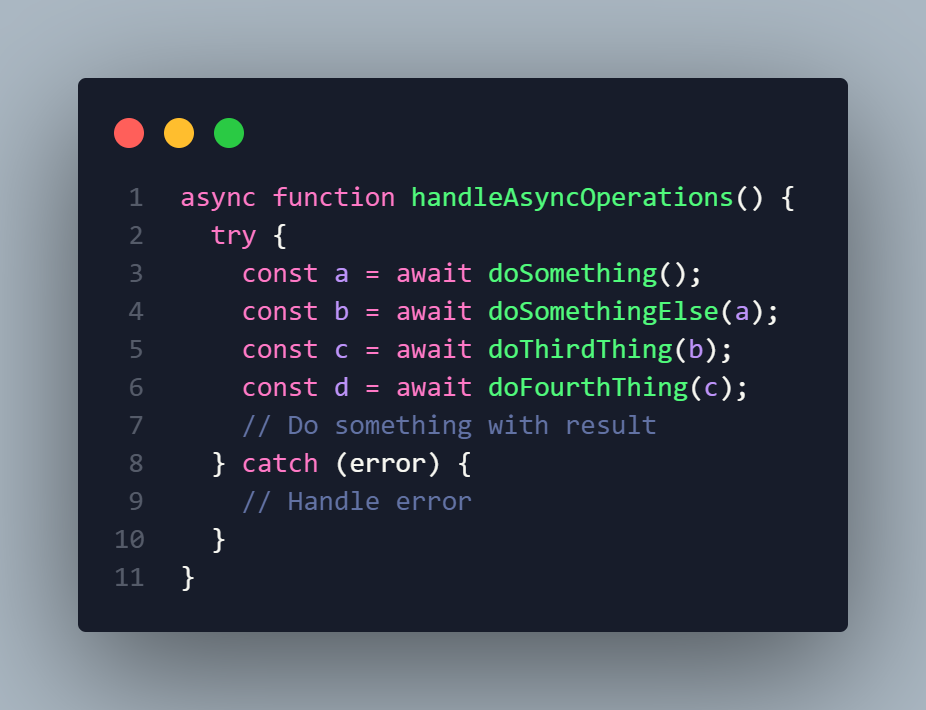 1 async function handleAsyncOperations() {
2   try {
3     const a = await doSomething();
4     const b = await doSomethingElse(a);
5     const c = await doThirdThing(b);
6     const d = await doFourthThing(c);
7     // Do something with result
8   } catch (error) {
9     // Handle error
10   }
11 }